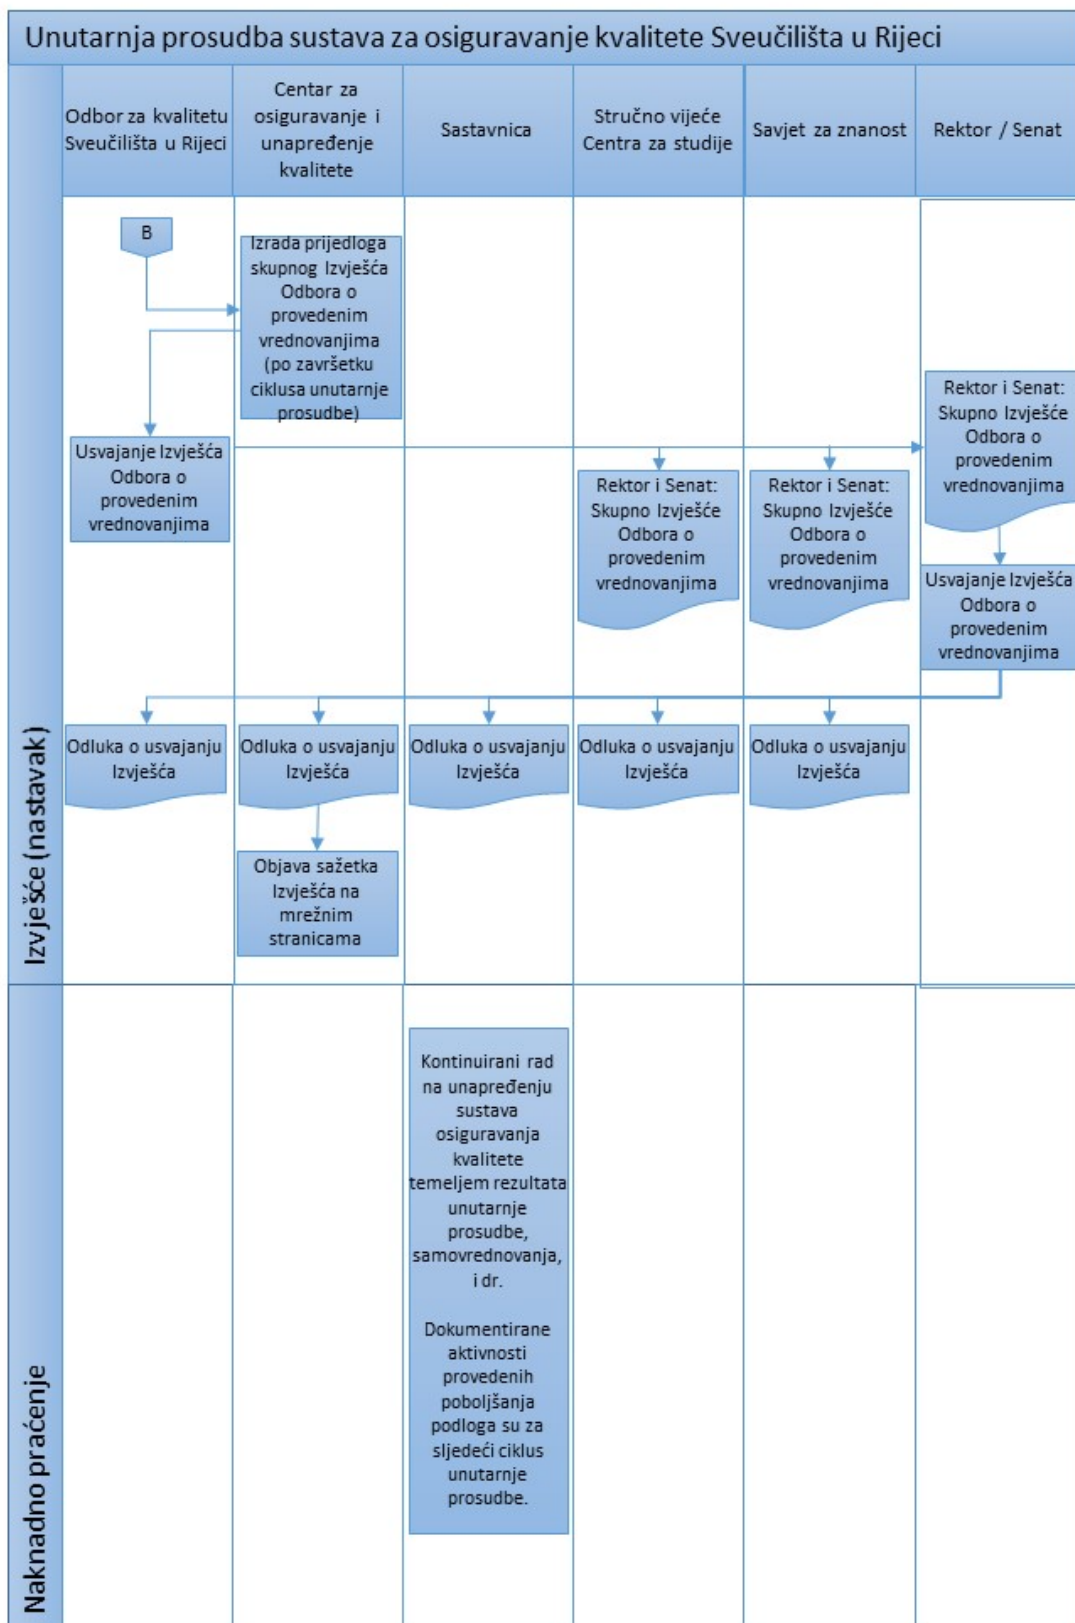 Unutarnja prosudba sustava za osiguravanje kvalitete Sveučilišta u Rijeci
Odbor za kvalitetu
Sveučilišta u Rijeci
Centar za
osiguravanje i
unapređenje
kvalitete
Sastavnica
Stručno vijeće
Centra za studije
Savjet za znanost
Rektor / Senat
Izvješće (nastavak)
B
Izrada prijedloga
skupnog Izvješća
Odbora o
provedenim
vrednovanjima
(po završetku
ciklusa unutarnje
prosudbe)
Usvajanje Izvješća
Odbora o
provedenim
vrednovanjima
Rektor i Senat:
Skupno Izvješće
Odbora o
provedenim
vrednovanjima
Rektor i Senat:
Skupno Izvješće
Odbora o
provedenim
vrednovanjima
Rektor i Senat:
Skupno Izvješće
Odbora o
provedenim
vrednovanjima
Usvajanje Izvješća
Odbora o
provedenim
vrednovanjima
Odluka o usvajanju
Izvješća
Odluka o usvajanju
Izvješća
Odluka o usvajanju
Izvješća
Odluka o usvajanju
Izvješća
Odluka o usvajanju
Izvješća
Objava sažetka
Izvješća na
mrežnim
stranicama
Naknadno praćenje
Kontinuirani rad
na unapređenju
sustava
osiguravanja
kvalitete
temeljem rezultata
unutarnje
prosudbe,
samovrednovanja,
i dr.
Dokumentirane
aktivnosti
provedenih
poboljšanja
podloga su za
sljedeći ciklus
unutarnje
prosudbe.